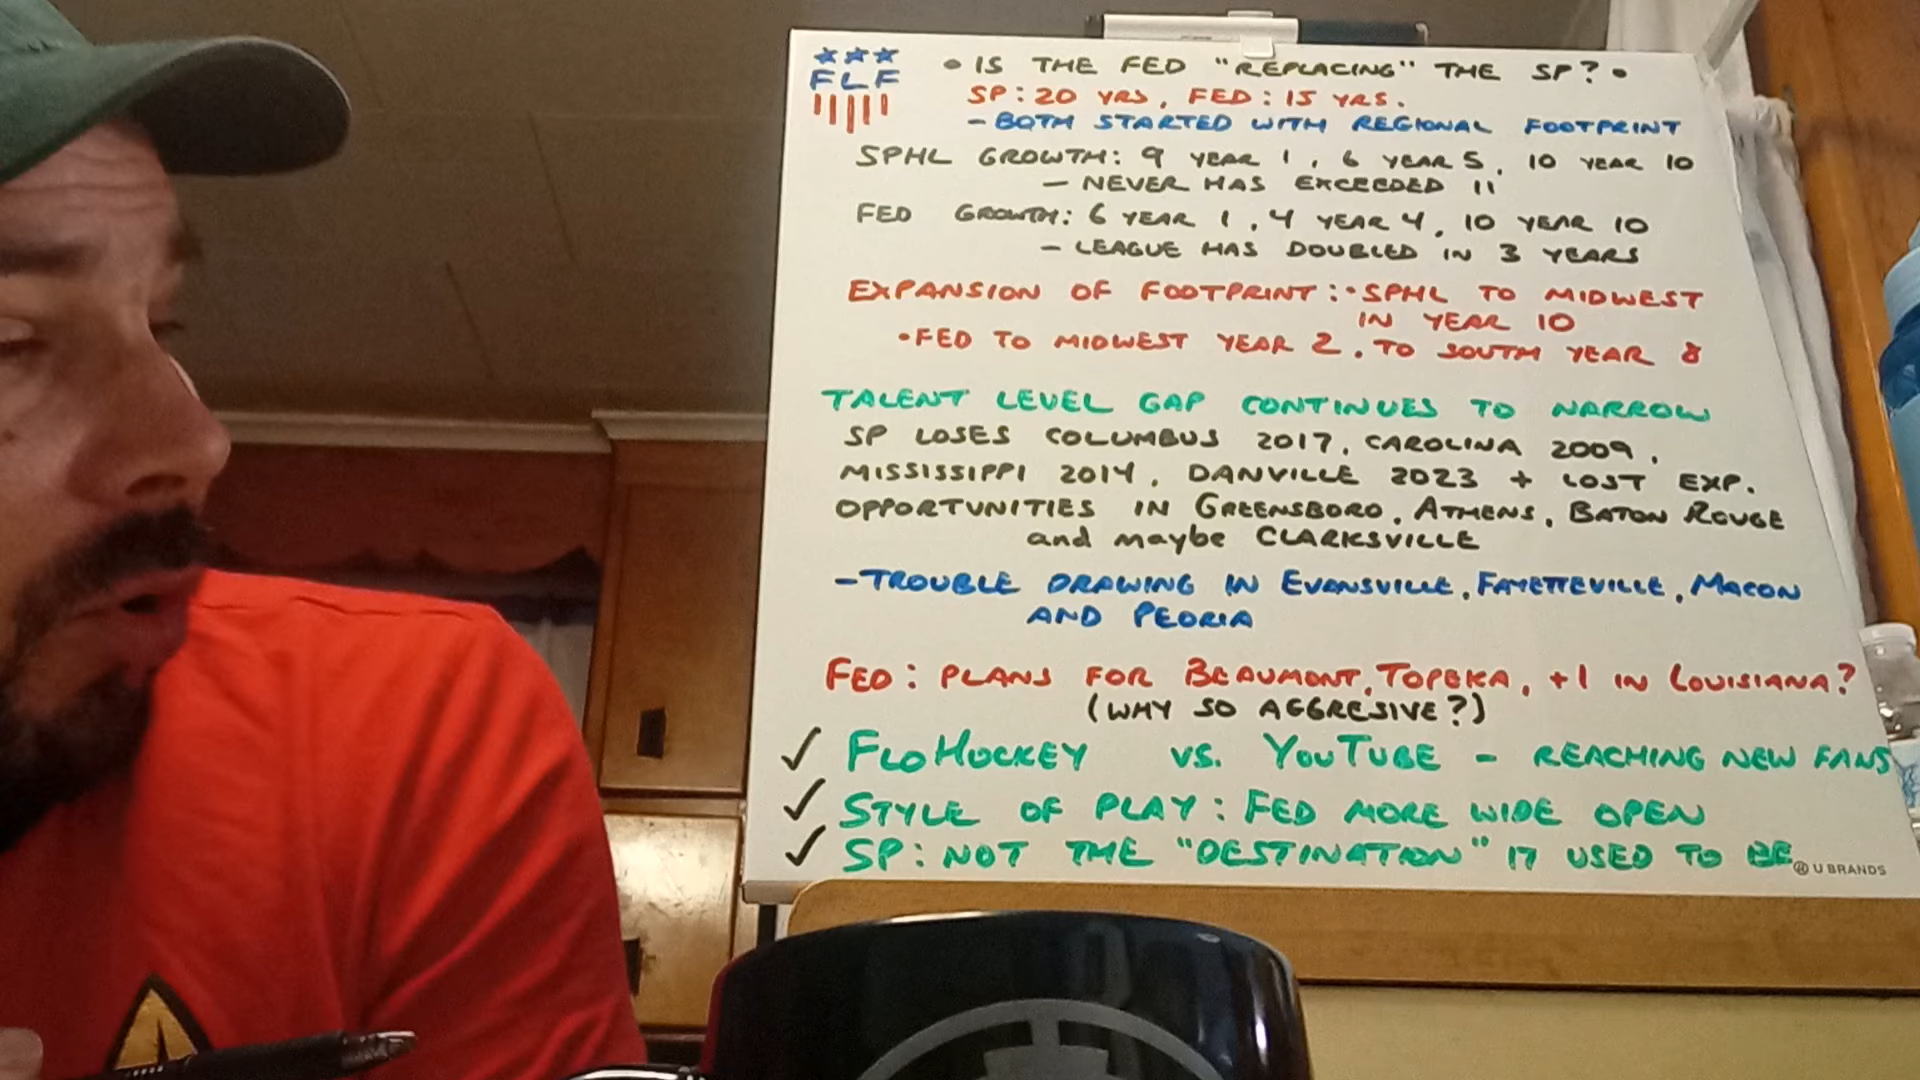 FLF
• IS THE FED "REPLACING" THE SP? •
SP: 20 YRS, FED: 15 YRS.
- BOTH STARTED WITH REGIONAL FOOTPRINT
SPHL GROWTH: 9 YEAR 1, 6 YEAR 5, 10 YEAR 10
- NEVER HAS EXCEEDED 11
FED GROWTH: 6 YEAR 1, 4 YEAR 4, 10 YEAR 10
- LEAGUE HAS DOUBLED IN 3 YEARS
EXPANSION OF FOOTPRINT: • SPHL TO MIDWEST
IN YEAR 10
• FED TO MIDWEST YEAR 2, TO SOUTH YEAR 8
TALENT LEVEL GAP CONTINUES TO NARROW
SP LOSES COLUMBUS 2017, CAROLINA 2009,
MISSISSIPPI 2014, DANVILLE 2023 + LOST EXP.
OPPORTUNITIES IN GREENSBORO, ATHENS, BATON ROUGE
and maybe CLARKSVILLE
- TROUBLE DRAWING IN EVANSVILLE, FAYETTEVILLE, MACON
AND PEORIA
FED: PLANS FOR BEAUMONT, TOPEKA, +1 IN LOUISIANA?
(WHY SO AGGRESIVE?)
✓ FLOHOCKEY VS. YOUTUBE - REACHING NEW FANS
✓ STYLE OF PLAY: FED MORE WIDE OPEN
✓ SP: NOT THE "DESTINATION" IT USED TO BE
U BRANDS